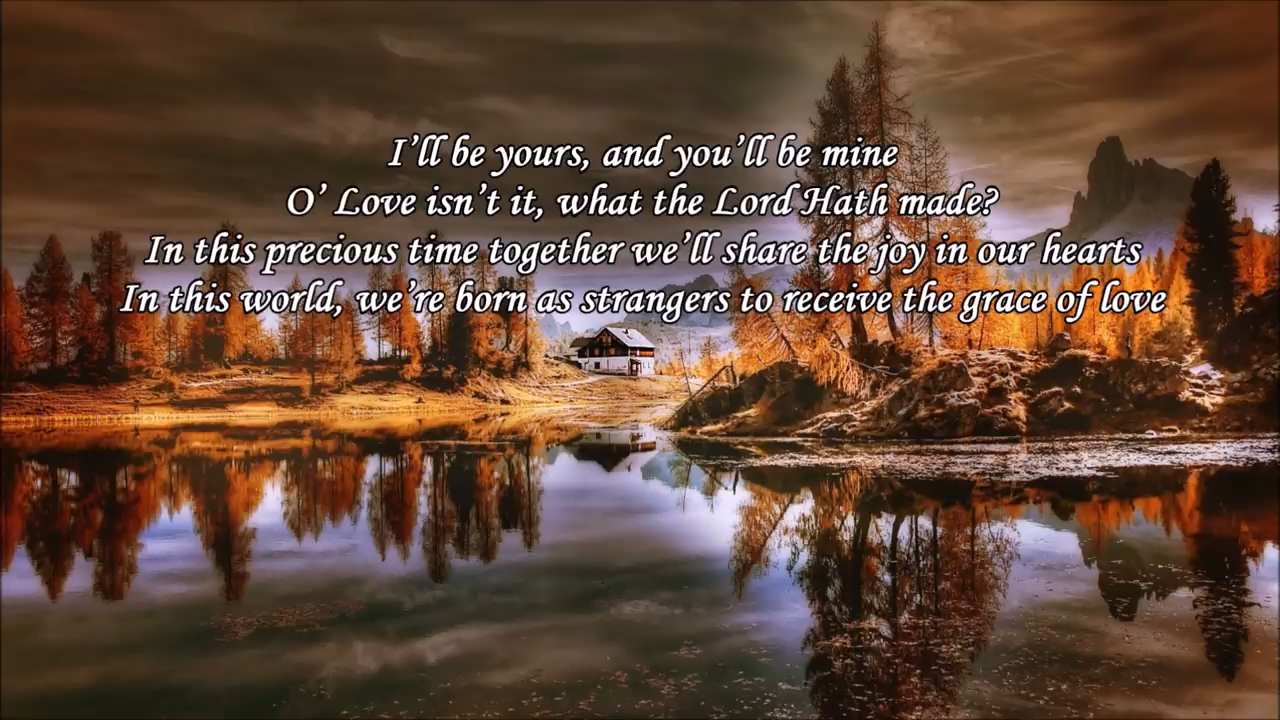 I'll be yours, and you'll be mine
O' Love isn't it, what the Lord Hath made?
In this precious time together we'll share the joy in our hearts
In this world, we're born as strangers to receive the grace of love